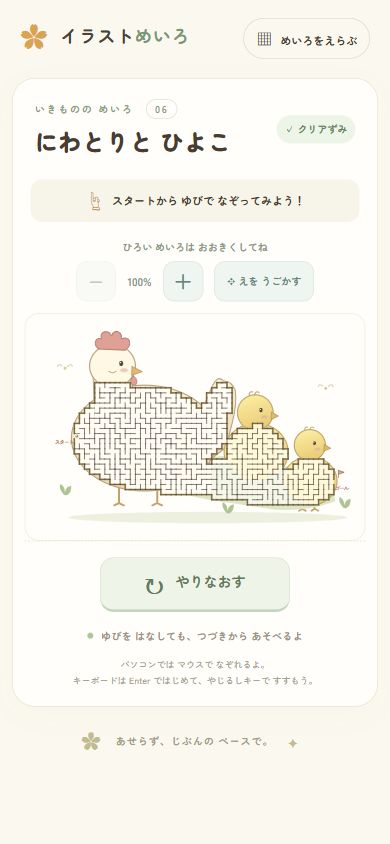 イラストめいろ
めいろをえらぶ
いきものの めいろ 06
にわとりと ひよこ
✓ クリアずみ
スタートから ゆびで なぞってみよう！
ひろい めいろは おおきくしてね
− 100% ＋ えを うごかす
スタート
ゴール
やりなおす
ゆびを はなしても、つづきから あそべるよ
パソコンでは マウスで なぞれるよ。
キーボードは Enter ではじめて、やじるしキーで すすもう。
あせらず、じぶんの ペースで。